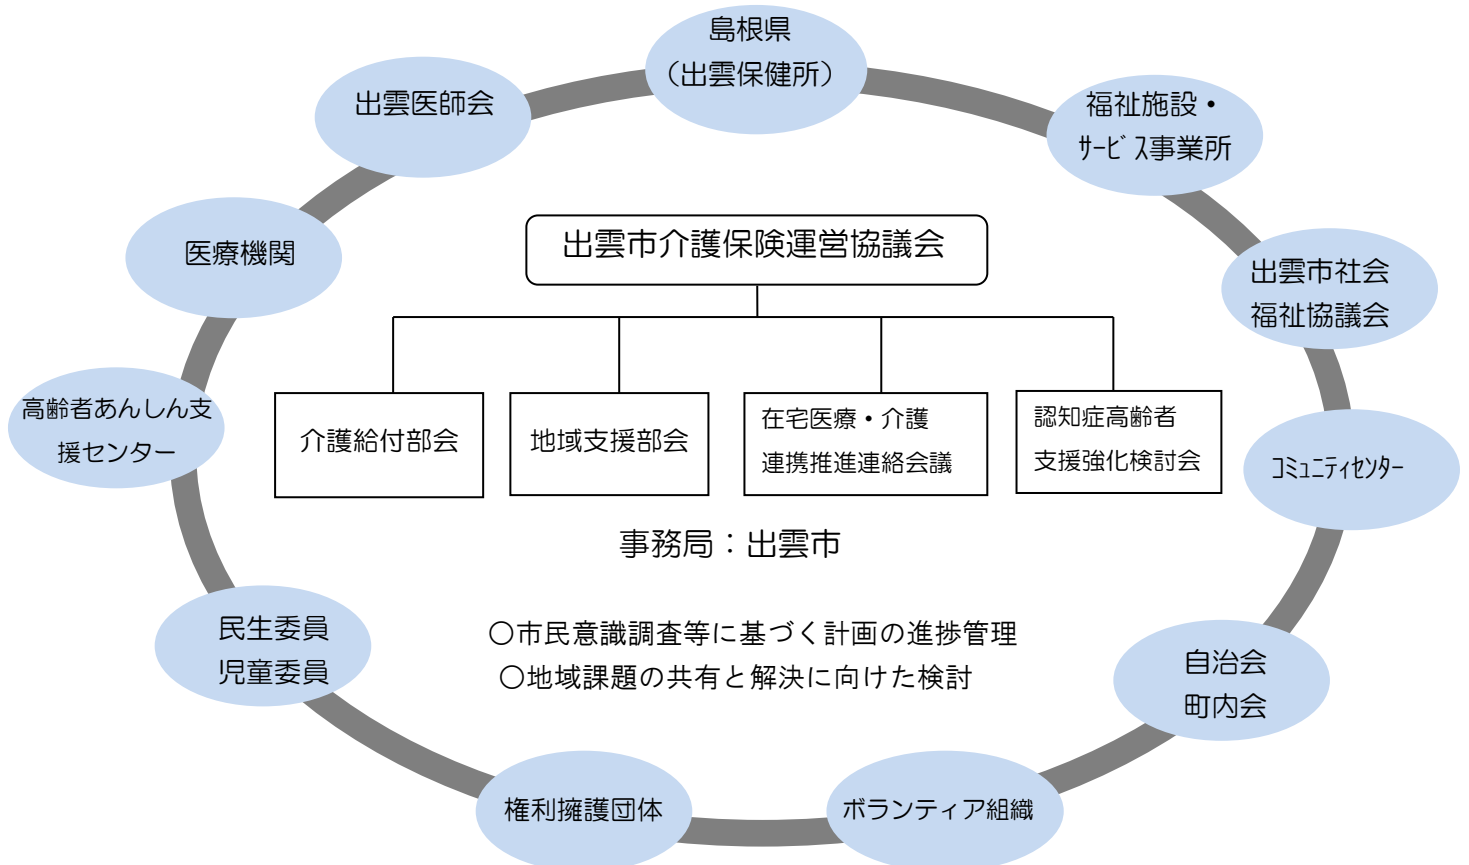 島根県
（出雲保健所）
出雲医師会
福祉施設・
ｻｰﾋﾞｽ事業所
医療機関
出雲市介護保険運営協議会
出雲市社会
福祉協議会
高齢者あんしん支
援センター
介護給付部会
地域支援部会
在宅医療・介護
連携推進連絡会議
認知症高齢者
支援強化検討会
ｺﾐｭﾆﾃｨｾﾝﾀｰ
事務局：出雲市
民生委員
児童委員
○市民意識調査等に基づく計画の進捗管理
○地域課題の共有と解決に向けた検討
自治会
町内会
権利擁護団体
ボランティア組織